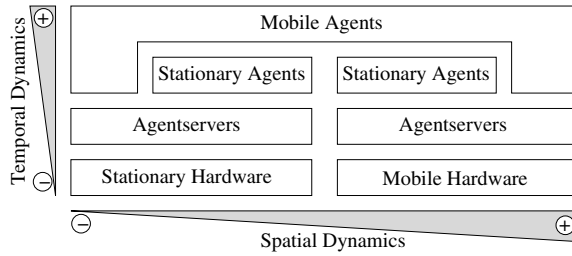 Temporal Dynamics
+
−
Mobile Agents
Stationary Agents
Stationary Agents
Agentservers
Agentservers
Stationary Hardware
Mobile Hardware
−
+
Spatial Dynamics